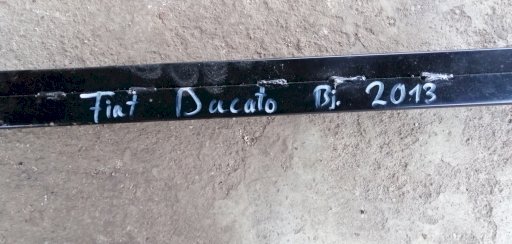 Fiat Ducato Bj. 2013